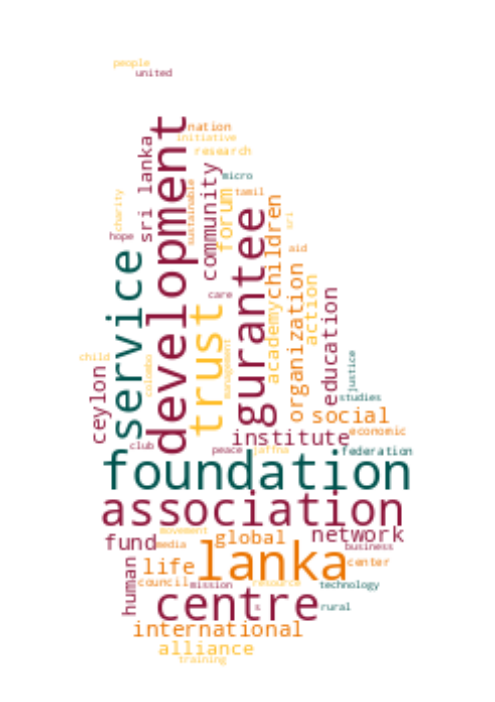 people
united
nation
initiative
research
development
sri lanka
micro
tamil
sustainable
community
forum
charity
hope
children
gurantee
sri
aid
service
care
trust
academy
organization
action
education
justice
studies
child
colombo
management
ceylon
social
economic
institute
club
peace
jaffna
federation
foundation
association
movement
fund
media
global
network
business
lanka
life
center
human
council
mission
resource
technology
centre
s
rural
international
alliance
training